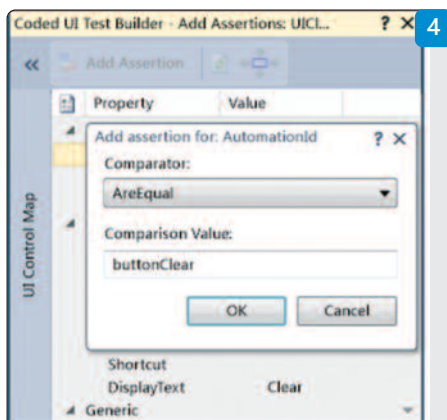 Coded UI Test Builder - Add Assertions: UICl... ? X
4
« Add Assertion
Property Value
Add assertion for: AutomationId ? X
Comparator:
AreEqual
UI Control Map
Comparison Value:
buttonClear
OK Cancel
Shortcut
DisplayText Clear
Generic